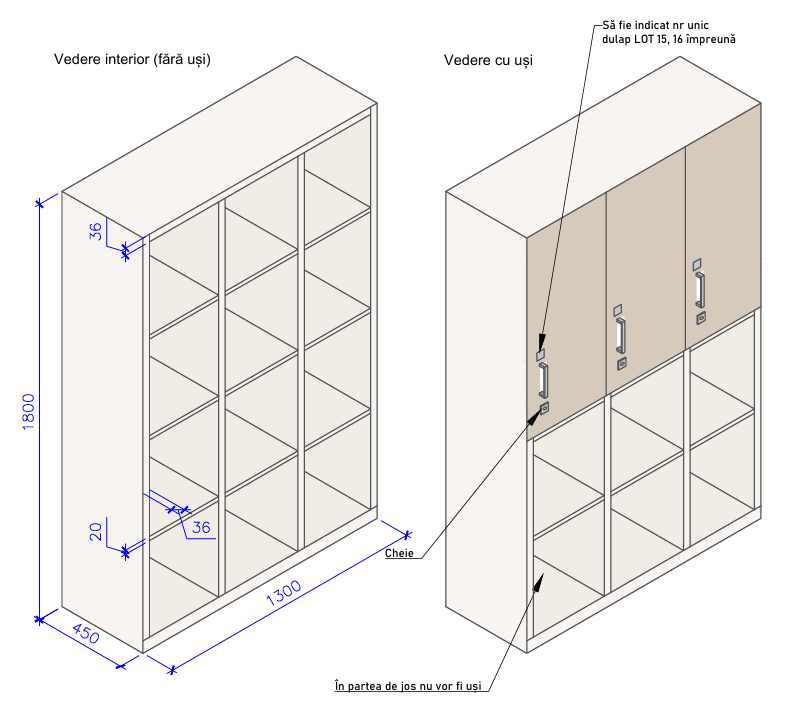 Să fie indicat nr unic
dulap LOT 15, 16 împreună
Vedere interior (fără uși)
Vedere cu uși
36
1800
20
36
450
1300
Cheie
În partea de jos nu vor fi uși